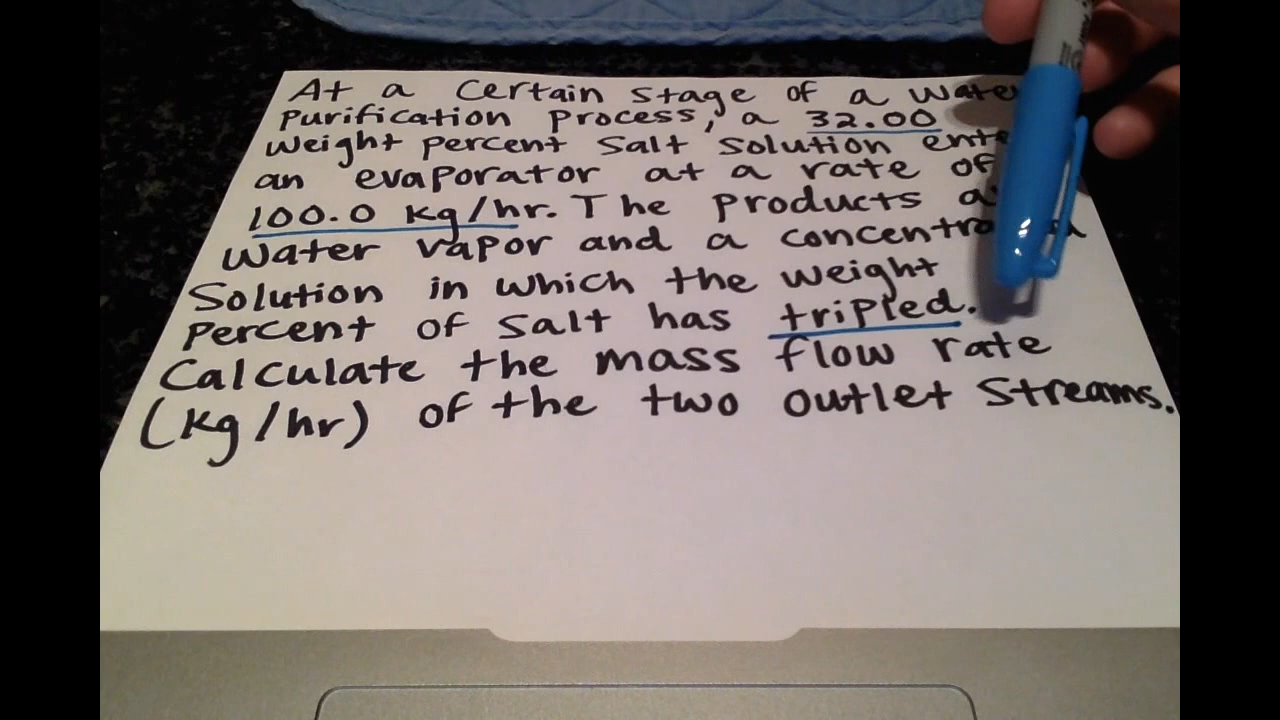 At a certain stage of a
purification process, a 32.00
weight percent salt solution
an evaporator at a rate of
100.0 kg/hr. The products
water vapor and a
solution in which the weight
percent of salt has tripled.
Calculate the mass flow rate
(kg/hr) of the two outlet streams.